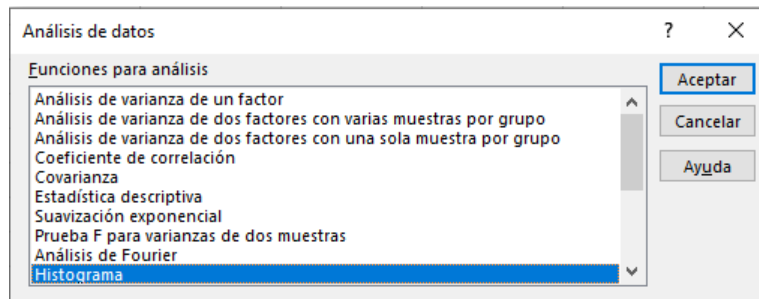 Análisis de datos
?
Funciones para análisis
Análisis de varianza de un factor
Análisis de varianza de dos factores con varias muestras por grupo
Análisis de varianza de dos factores con una sola muestra por grupo
Coeficiente de correlación
Covarianza
Estadística descriptiva
Suavización exponencial
Prueba F para varianzas de dos muestras
Análisis de Fourier
Histograma
Aceptar
Cancelar
Ayuda